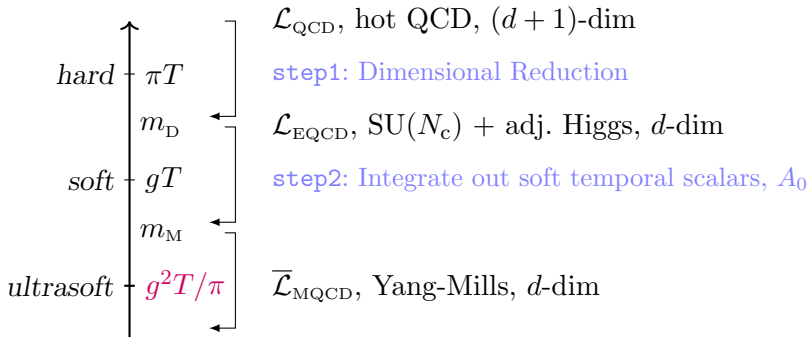 ℒ_QCD, hot QCD, (d + 1)-dim
hard πT step1: Dimensional Reduction
m_D ℒ_EQCD, SU(N_c) + adj. Higgs, d-dim
soft gT step2: Integrate out soft temporal scalars, A_0
m_M
ultrasoft g²T/π ℒ̅_MQCD, Yang-Mills, d-dim